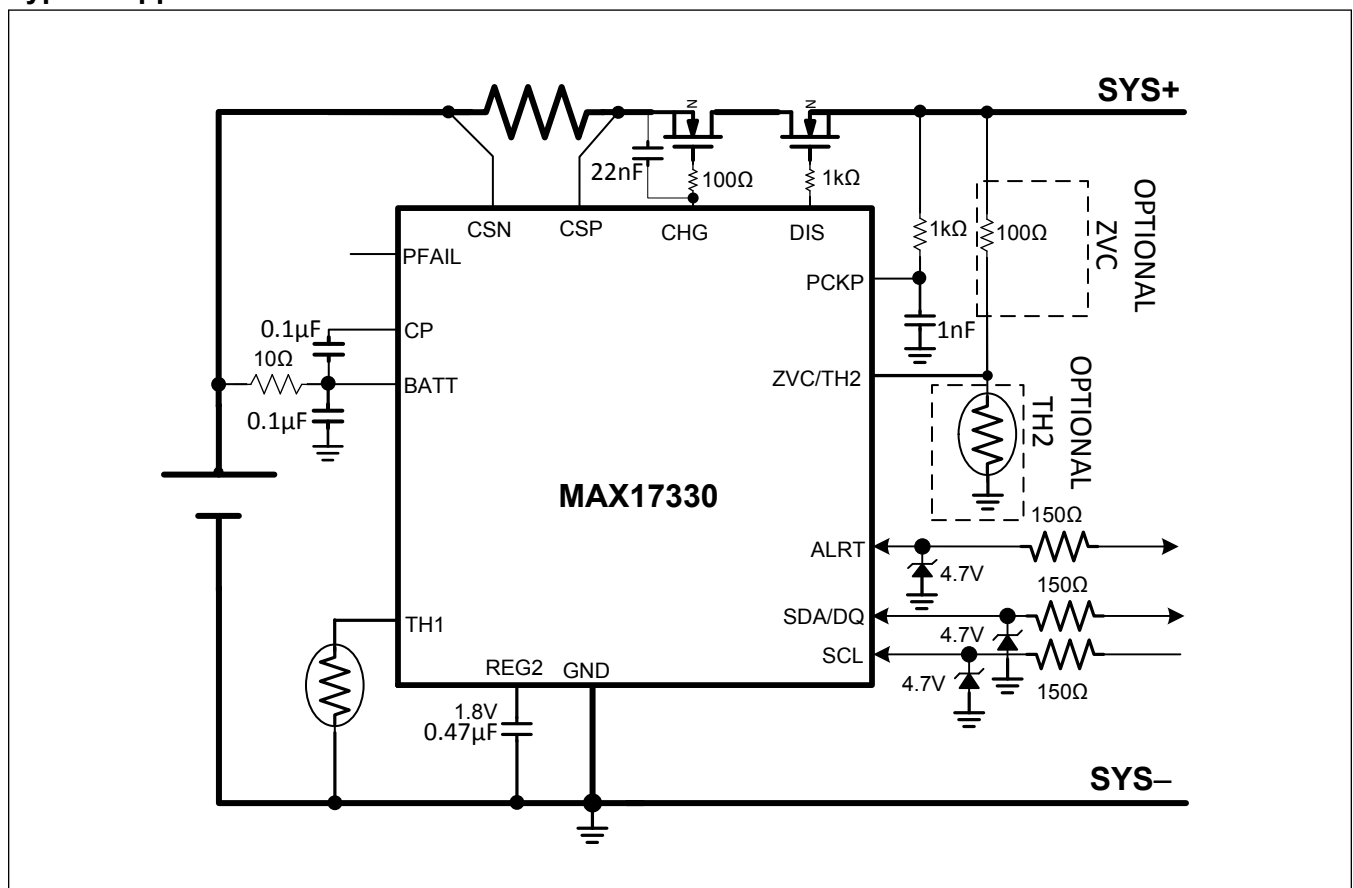 SYS+
N
N
22nF
100Ω
1kΩ
1kΩ
100Ω
OPTIONAL
ZVC
CSN
CSP
CHG
DIS
PFAIL
PCKP
0.1µF
CP
1nF
10Ω
BATT
ZVC/TH2
0.1µF
OPTIONAL
TH2
MAX17330
150Ω
ALRT
4.7V
150Ω
SDA/DQ
TH1
4.7V
SCL
REG2
GND
4.7V
150Ω
1.8V
0.47µF
SYS–